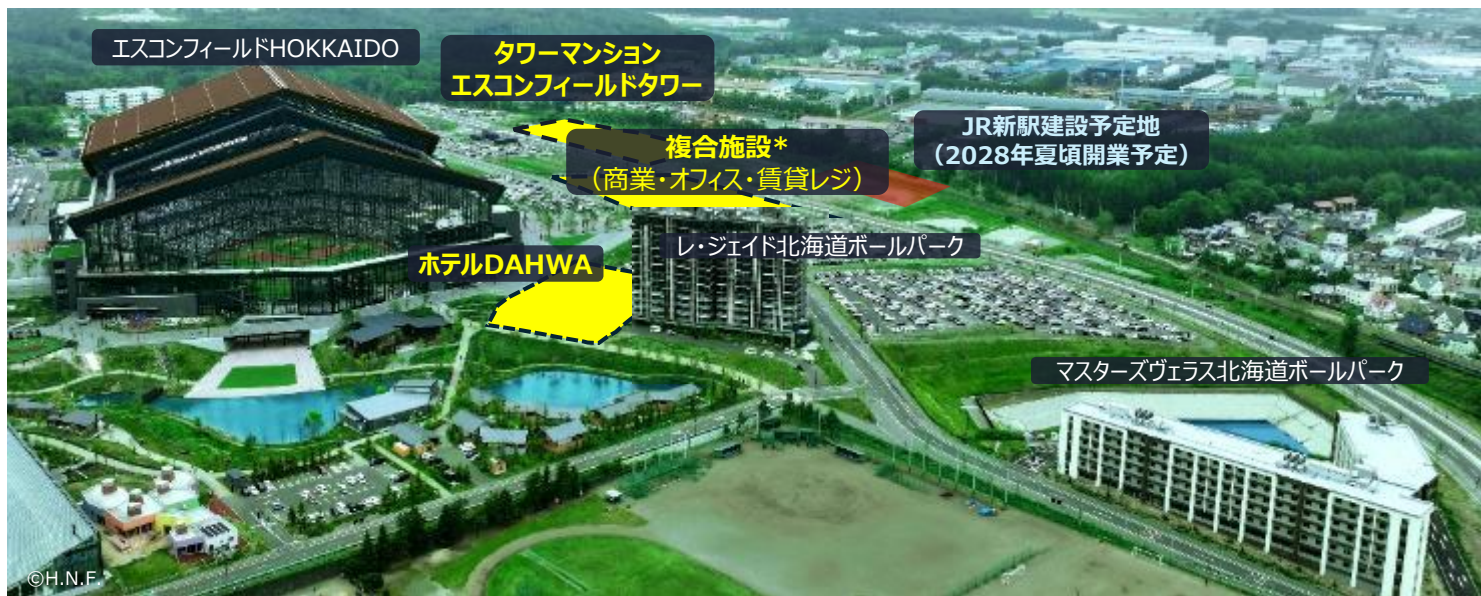 エスコンフィールドHOKKAIDO
タワーマンション
エスコンフィールドタワー
複合施設*
（商業・オフィス・賃貸レジ）
JR新駅建設予定地
（2028年夏頃開業予定）
ホテルDAHWA
レ・ジェイド北海道ボールパーク
マスターズヴェラス北海道ボールパーク
©H.N.F.